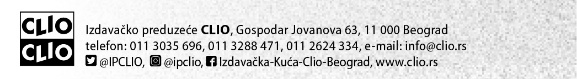 CLIO
CLIO
Izdavačko preduzeće CLIO, Gospodar Jovanova 63, 11 000 Beograd
telefon: 011 3035 696, 011 3288 471, 011 2624 334, e-mail: info@clio.rs
@IPCLIO, @ipclio, Izdavačka-Kuća-Clio-Beograd, www.clio.rs